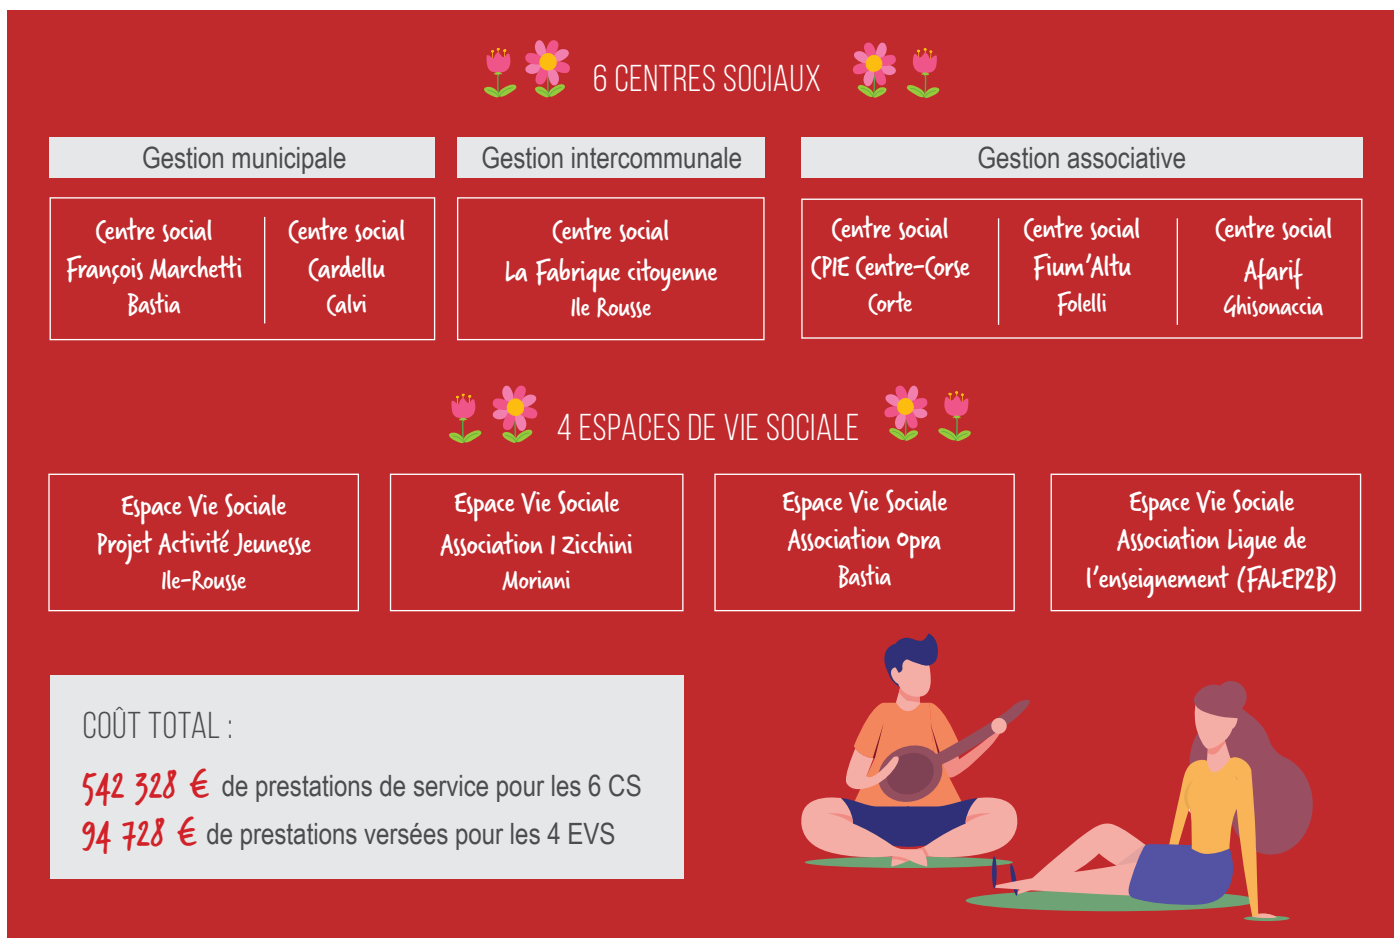 6 CENTRES SOCIAUX
Gestion municipale
Centre social
François Marchetti
Bastia
Centre social
Cardellu
Calvi
Gestion intercommunale
Centre social
La Fabrique citoyenne
Ile Rousse
Gestion associative
Centre social
CPIE Centre-Corse
Corte
Centre social
Fium'Altu
Folelli
Centre social
Afarif
Ghisonaccia
4 ESPACES DE VIE SOCIALE
Espace Vie Sociale
Projet Activité Jeunesse
Ile-Rousse
Espace Vie Sociale
Association I Zicchini
Moriani
Espace Vie Sociale
Association Opra
Bastia
Espace Vie Sociale
Association Ligue de
l'enseignement (FALEP2B)
COÛT TOTAL :
542 328 € de prestations de service pour les 6 CS
94 728 € de prestations versées pour les 4 EVS